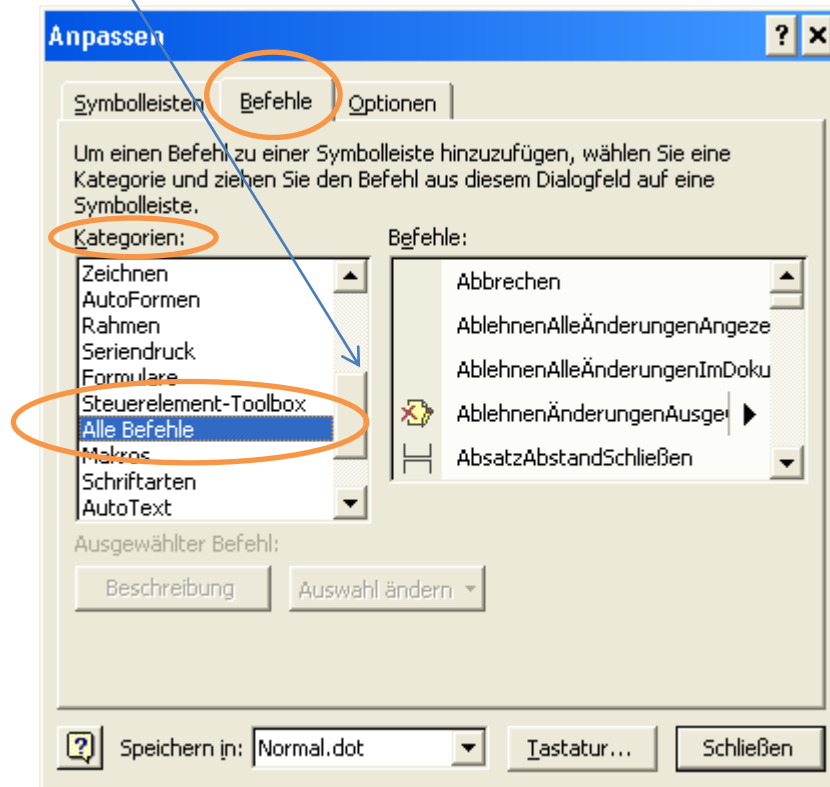 Anpassen
Symbolleisten Befehle Optionen
Um einen Befehl zu einer Symbolleiste hinzuzufügen, wählen Sie eine
Kategorie und ziehen Sie den Befehl aus diesem Dialogfeld auf eine
Symbolleiste.
Kategorien:
Zeichnen
AutoFormen
Rahmen
Seriendruck
Formulare
Steuerelement-Toolbox
Alle Befehle
Makros
Schriftarten
AutoText
Befehle:
Abbrechen
AblehnenAlleÄnderungenAngeze
AblehnenAlleÄnderungenImDoku
AblehnenÄnderungenAusge
AbsatzAbstandSchließen
Ausgewählter Befehl:
Beschreibung Auswahl ändern
Speichern in: Normal.dot Tastatur... Schließen